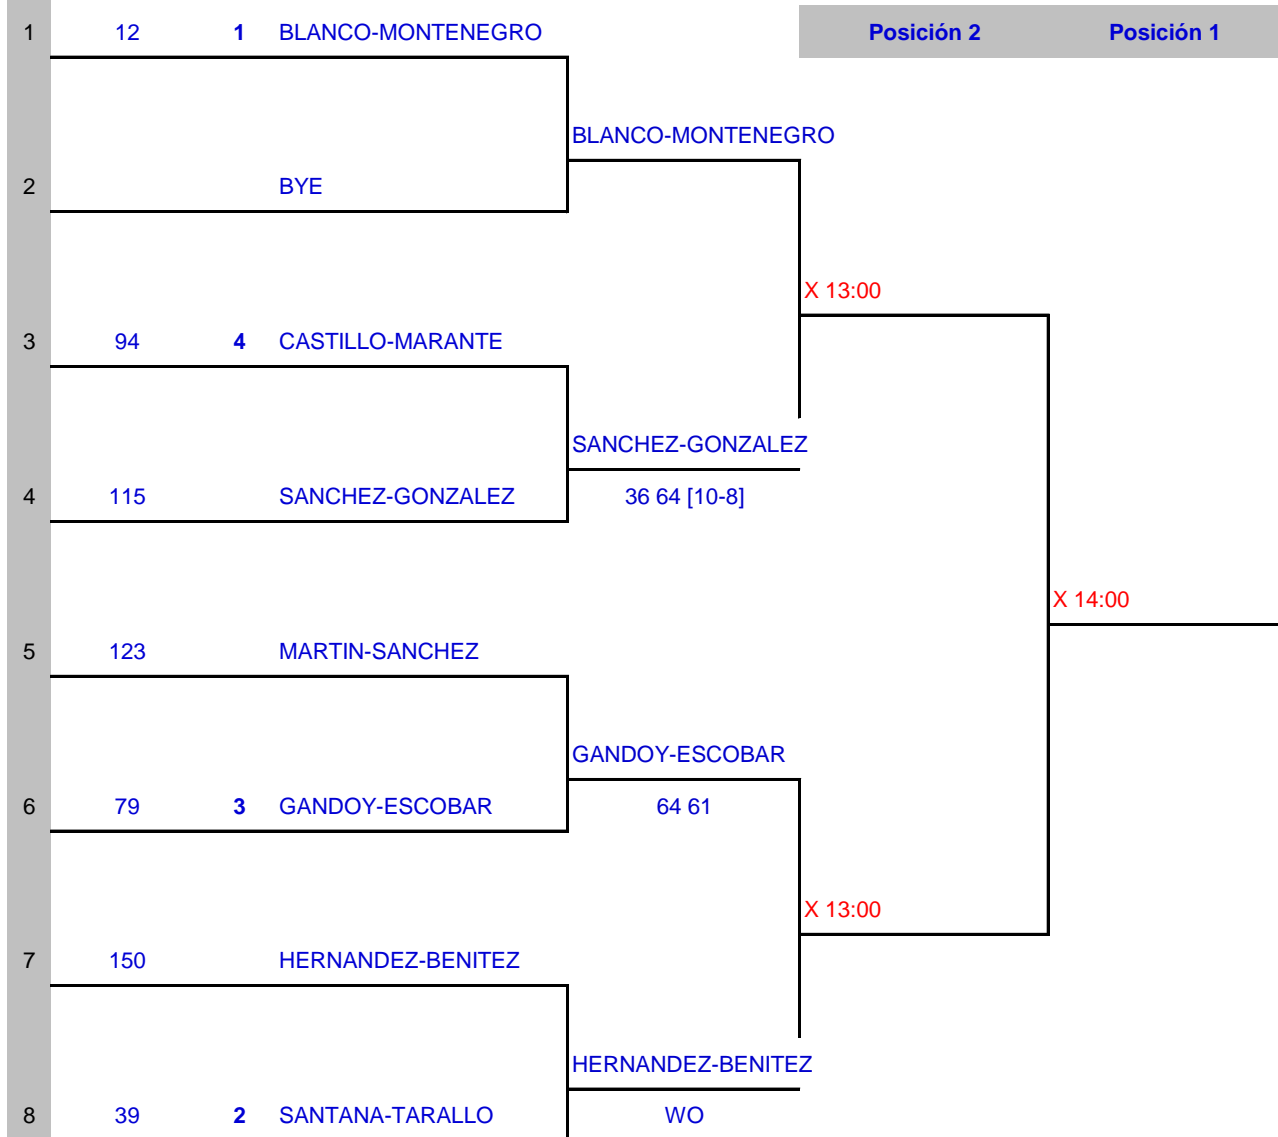 1 12 1 BLANCO-MONTENEGRO Posición 2 Posición 1
BLANCO-MONTENEGRO
2 BYE
X 13:00
3 94 4 CASTILLO-MARANTE
SANCHEZ-GONZALEZ
4 115 SANCHEZ-GONZALEZ 36 64 [10-8]
X 14:00
5 123 MARTIN-SANCHEZ
GANDOY-ESCOBAR
6 79 3 GANDOY-ESCOBAR 64 61
X 13:00
7 150 HERNANDEZ-BENITEZ
HERNANDEZ-BENITEZ
8 39 2 SANTANA-TARALLO WO